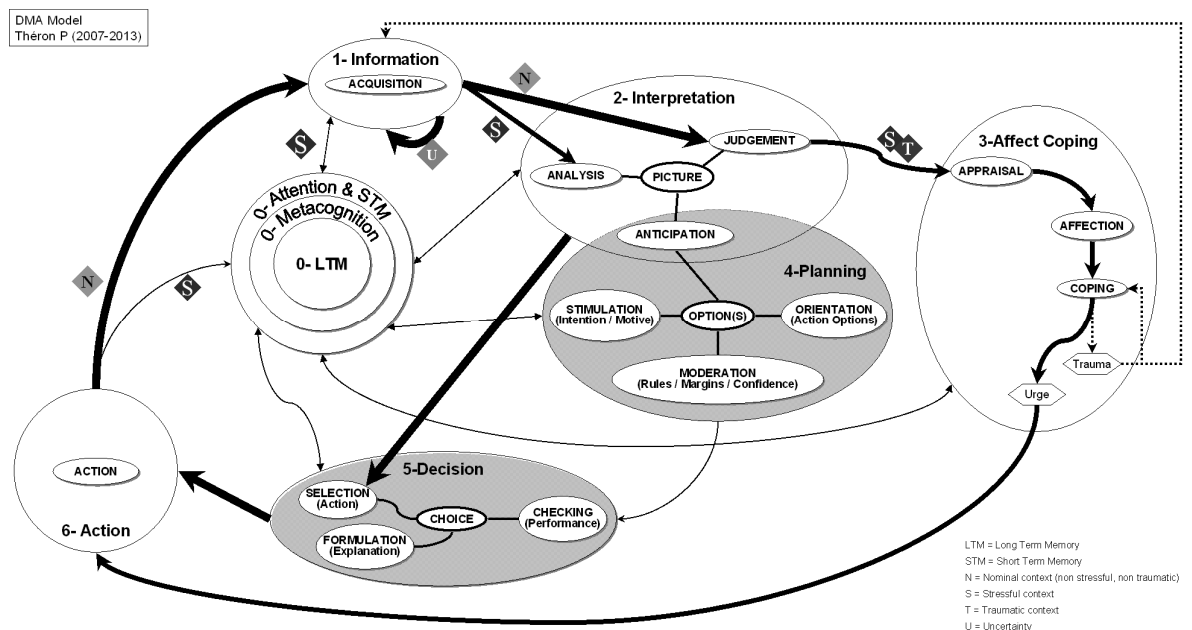 DMA Model
Théron P (2007-2013)
1- Information
ACQUISITION
N
S
S
U
2- Interpretation
JUDGEMENT
ANALYSIS
PICTURE
ANTICIPATION
S
T
3-Affect Coping
APPRAISAL
AFFECTION
COPING
Trauma
Urge
0- Attention & STM
0- Metacognition
0- LTM
N
S
4-Planning
STIMULATION
(Intention / Motive)
OPTION(S)
ORIENTATION
(Action Options)
MODERATION
(Rules / Margins / Confidence)
5-Decision
SELECTION
(Action)
CHOICE
CHECKING
(Performance)
FORMULATION
(Explanation)
ACTION
6- Action
LTM = Long Term Memory
STM = Short Term Memory
N = Nominal context (non stressful, non traumatic)
S = Stressful context
T = Traumatic context
U = Uncertainty